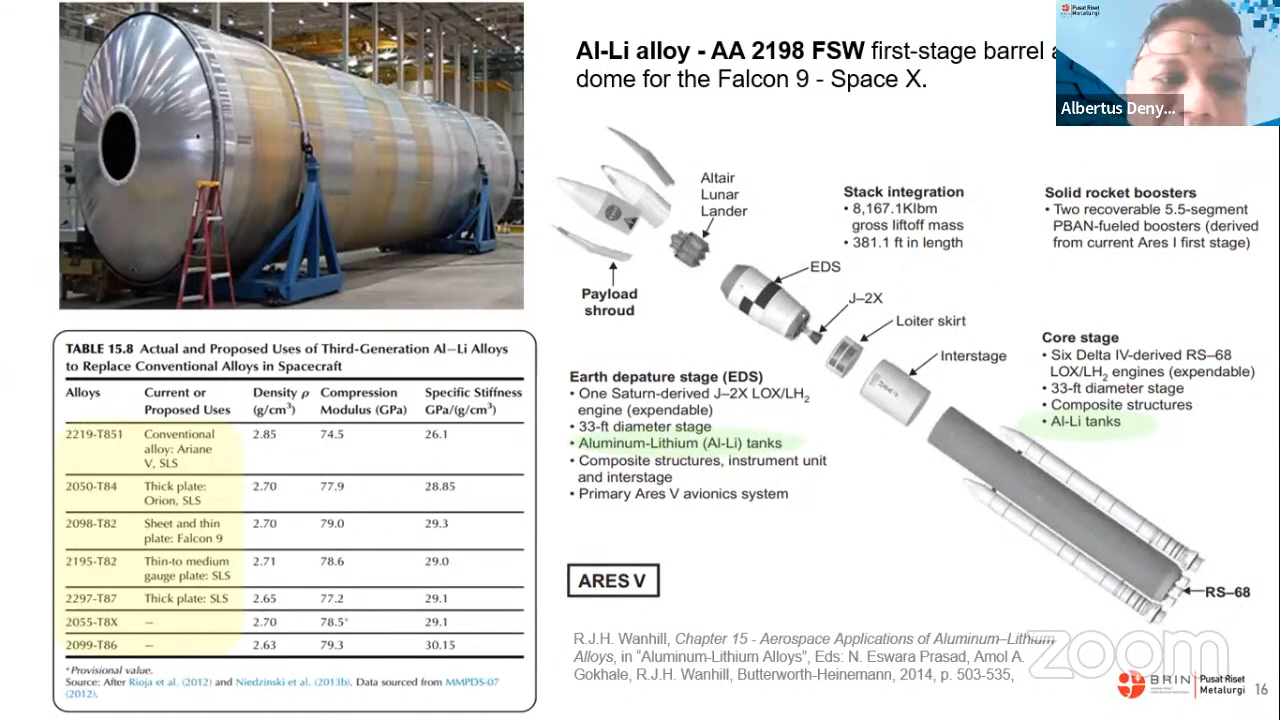 Al-Li alloy - AA 2198 FSW first-stage barrel
dome for the Falcon 9 - Space X.
BRIN Pusat Riset
Metalurgi
Albertus Deny...
TABLE 15.8 Actual and Proposed Uses of Third-Generation Al–Li Alloys
to Replace Conventional Alloys in Spacecraft
Alloys Current or Proposed Uses Density ρ (g/cm³) Compression Modulus (GPa) Specific Stiffness GPa/(g/cm³)
2219-T851 Conventional alloy: Ariane V, SLS 2.85 74.5 26.1
2050-T84 Thick plate: Orion, SLS 2.70 77.9 28.85
2098-T82 Sheet and thin plate: Falcon 9 2.70 79.0 29.3
2195-T82 Thin-to medium gauge plate: SLS 2.71 78.6 29.0
2297-T87 Thick plate: SLS 2.65 77.2 29.1
2055-T8X – 2.70 78.5* 29.1
2099-T86 – 2.63 79.3 30.15
*Provisional value.
Source: After Rioja et al. (2012) and Niedzinski et al. (2013b). Data sourced from MMPDS-07
(2012).
Altair
Lunar
Lander
Payload
shroud
EDS
J–2X
Loiter skirt
Interstage
Stack integration
• 8,167.1Klbm
gross liftoff mass
• 381.1 ft in length
Solid rocket boosters
• Two recoverable 5.5-segment
PBAN-fueled boosters (derived
from current Ares I first stage)
Earth depature stage (EDS)
• One Saturn-derived J–2X LOX/LH₂
engine (expendable)
• 33-ft diameter stage
• Aluminum-Lithium (Al-Li) tanks
• Composite structures, instrument unit
and interstage
• Primary Ares V avionics system
Core stage
• Six Delta IV-derived RS–68
LOX/LH₂ engines (expendable)
• 33-ft diameter stage
• Composite structures
• Al-Li tanks
RS–68
ARES V
R.J.H. Wanhill, Chapter 15 - Aerospace Applications of Aluminum–Lithium
Alloys, in “Aluminum-Lithium Alloys”, Eds: N. Eswara Prasad, Amol A.
Gokhale, R.J.H. Wanhill, Butterworth-Heinemann, 2014, p. 503-535,
zoom
BRIN
Pusat Riset
Metalurgi
16